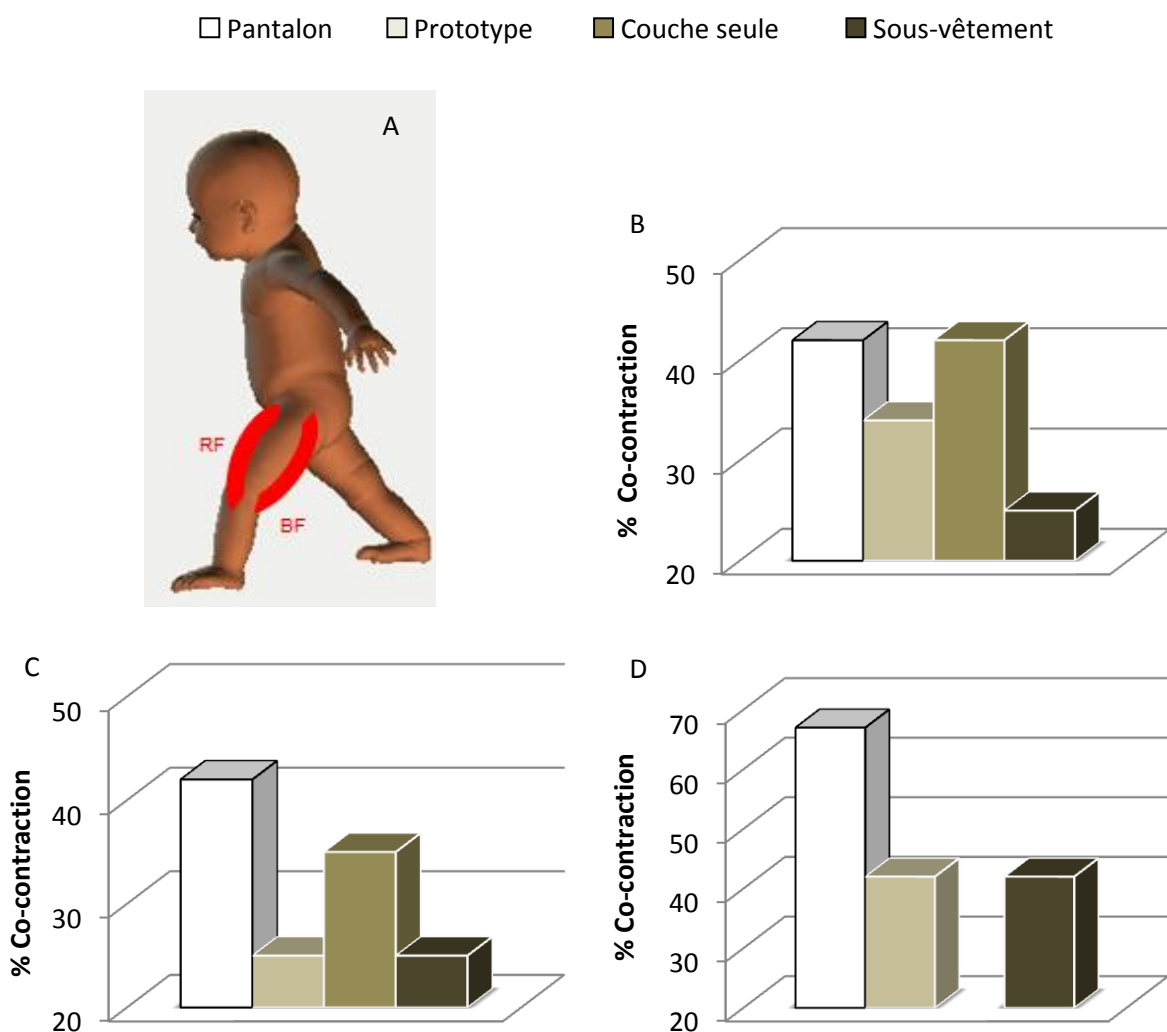 Pantalon Prototype Couche seule Sous-vêtement
A
RF
BF
B
50
40
30
20
% Co-contraction
C
50
40
30
20
% Co-contraction
D
70
60
50
40
30
20
% Co-contraction